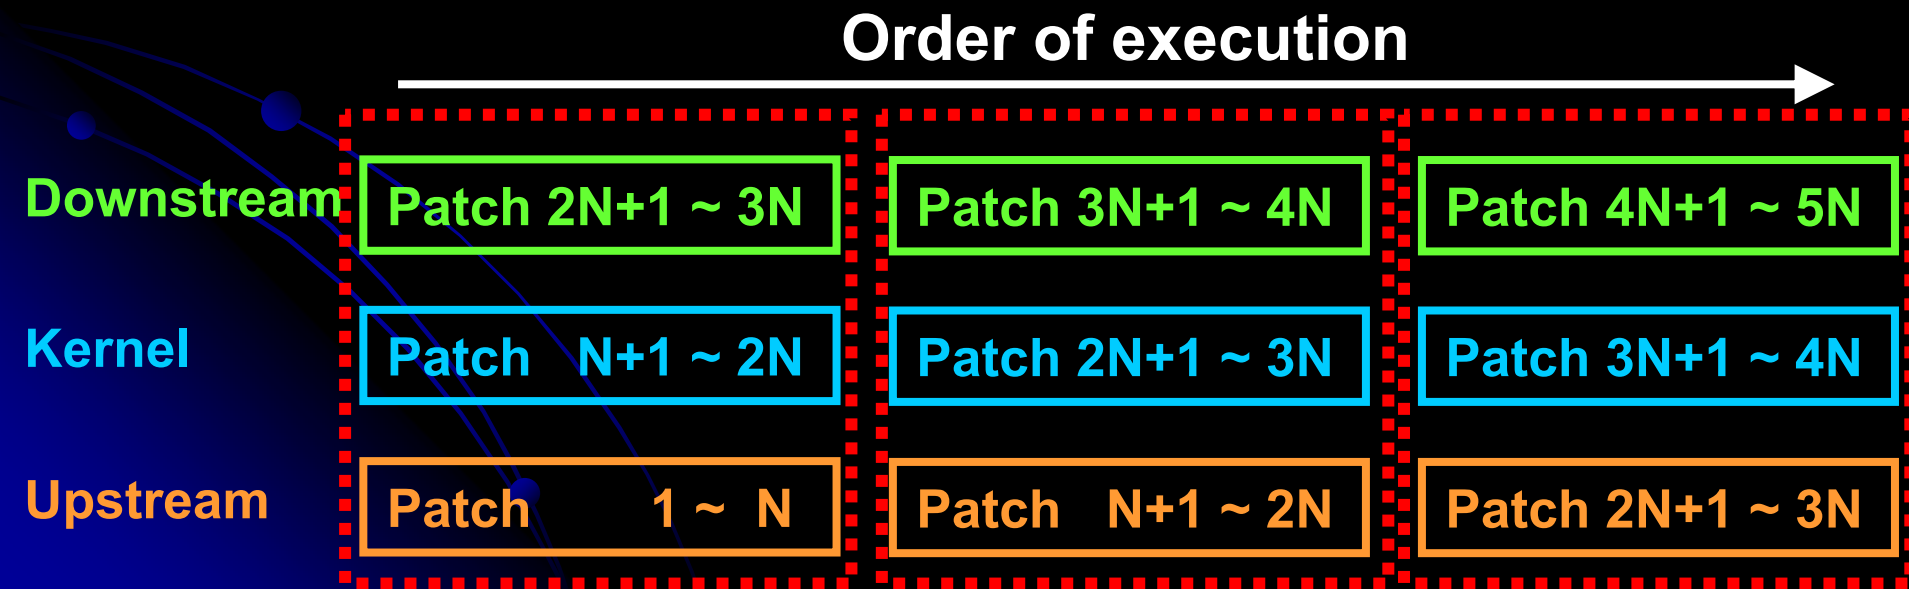 Order of execution
Downstream Patch 2N+1 ~ 3N Patch 3N+1 ~ 4N Patch 4N+1 ~ 5N
Kernel Patch N+1 ~ 2N Patch 2N+1 ~ 3N Patch 3N+1 ~ 4N
Upstream Patch 1 ~ N Patch N+1 ~ 2N Patch 2N+1 ~ 3N